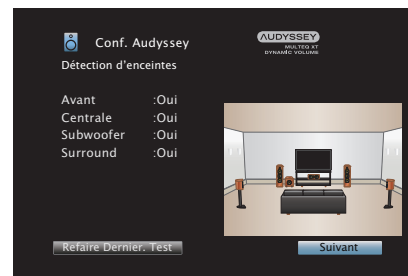 Conf. Audyssey
AUDYSSEY
MULTEQ XT
DYNAMIC VOLUME
Détection d'enceintes
Avant :Oui
Centrale :Oui
Subwoofer :Oui
Surround :Oui
Refaire Dernier. Test
Suivant